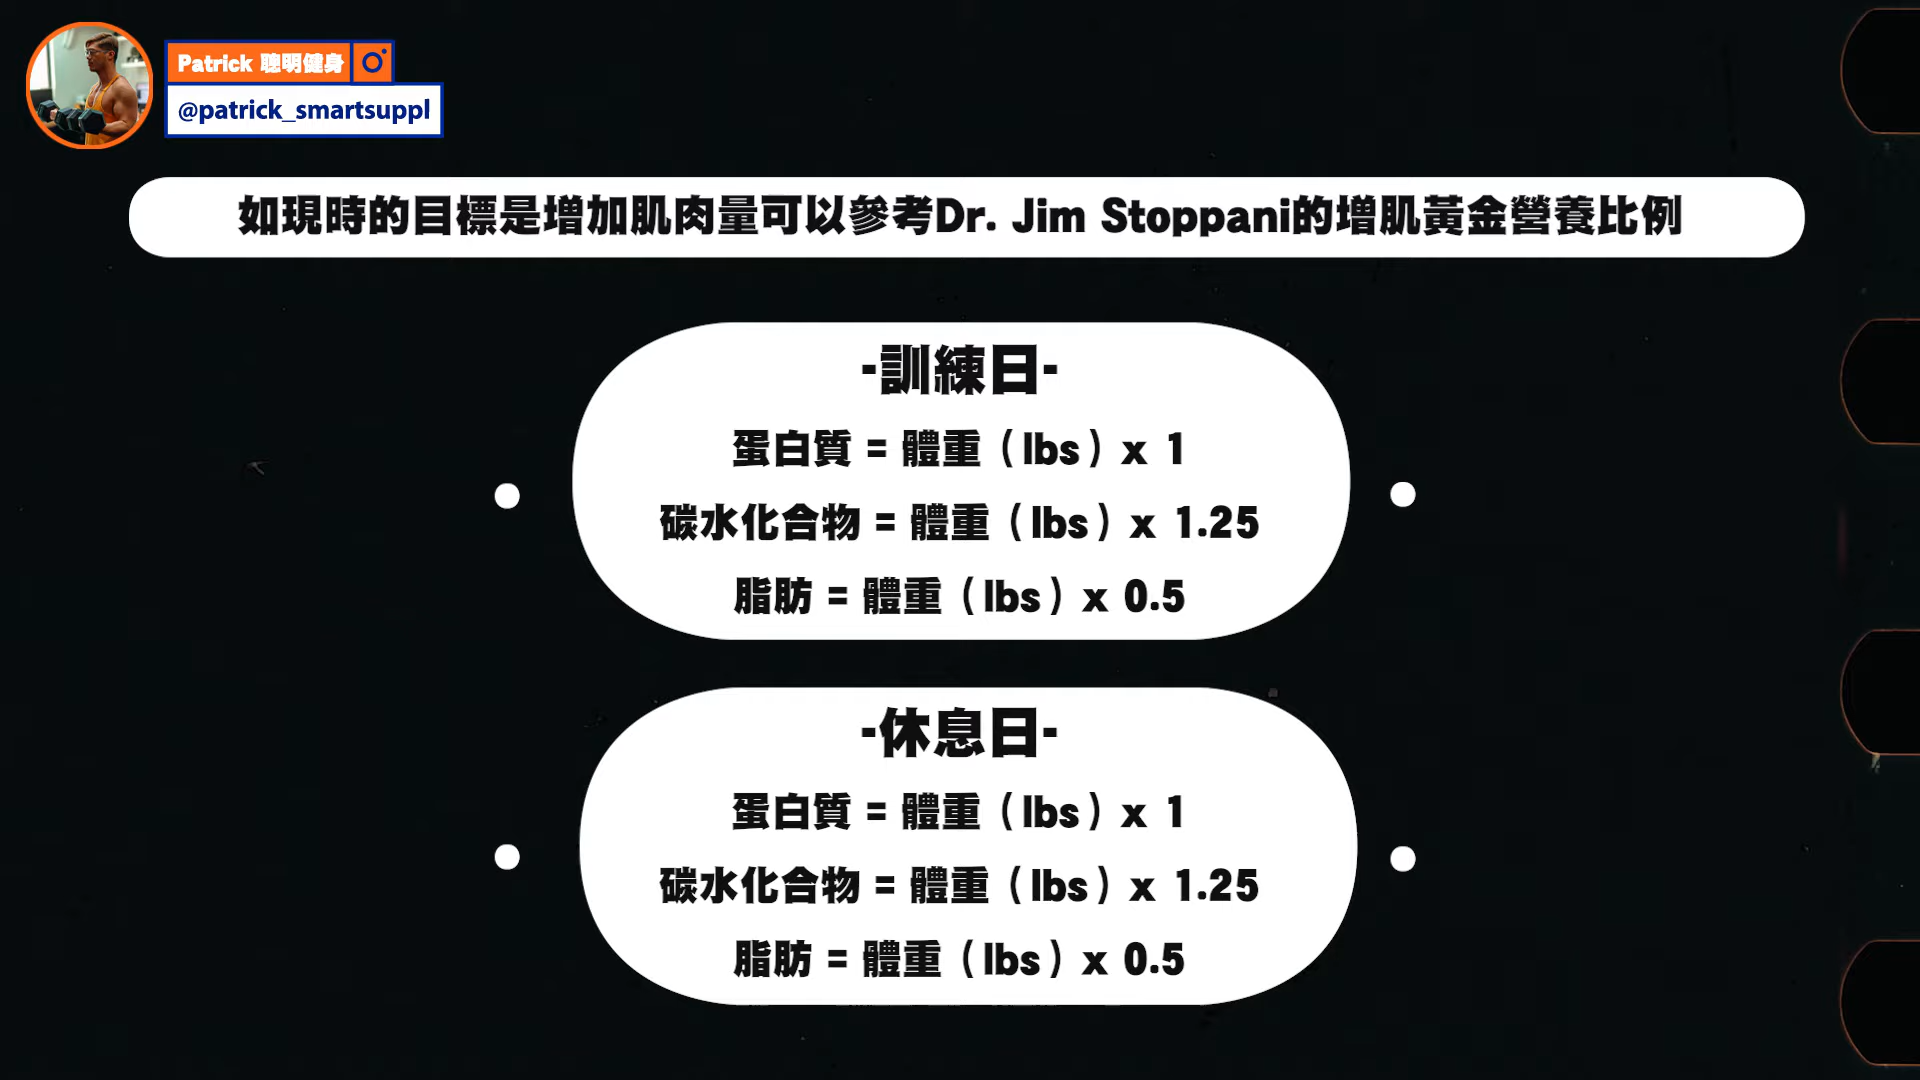 Patrick 聰明健身
@patrick_smartsuppl
如現時的目標是增加肌肉量可以參考Dr. Jim Stoppani的增肌黃金營養比例
-訓練日-
蛋白質 = 體重（lbs）x 1
碳水化合物 = 體重（lbs）x 1.25
脂肪 = 體重（lbs）x 0.5
-休息日-
蛋白質 = 體重（lbs）x 1
碳水化合物 = 體重（lbs）x 1.25
脂肪 = 體重（lbs）x 0.5